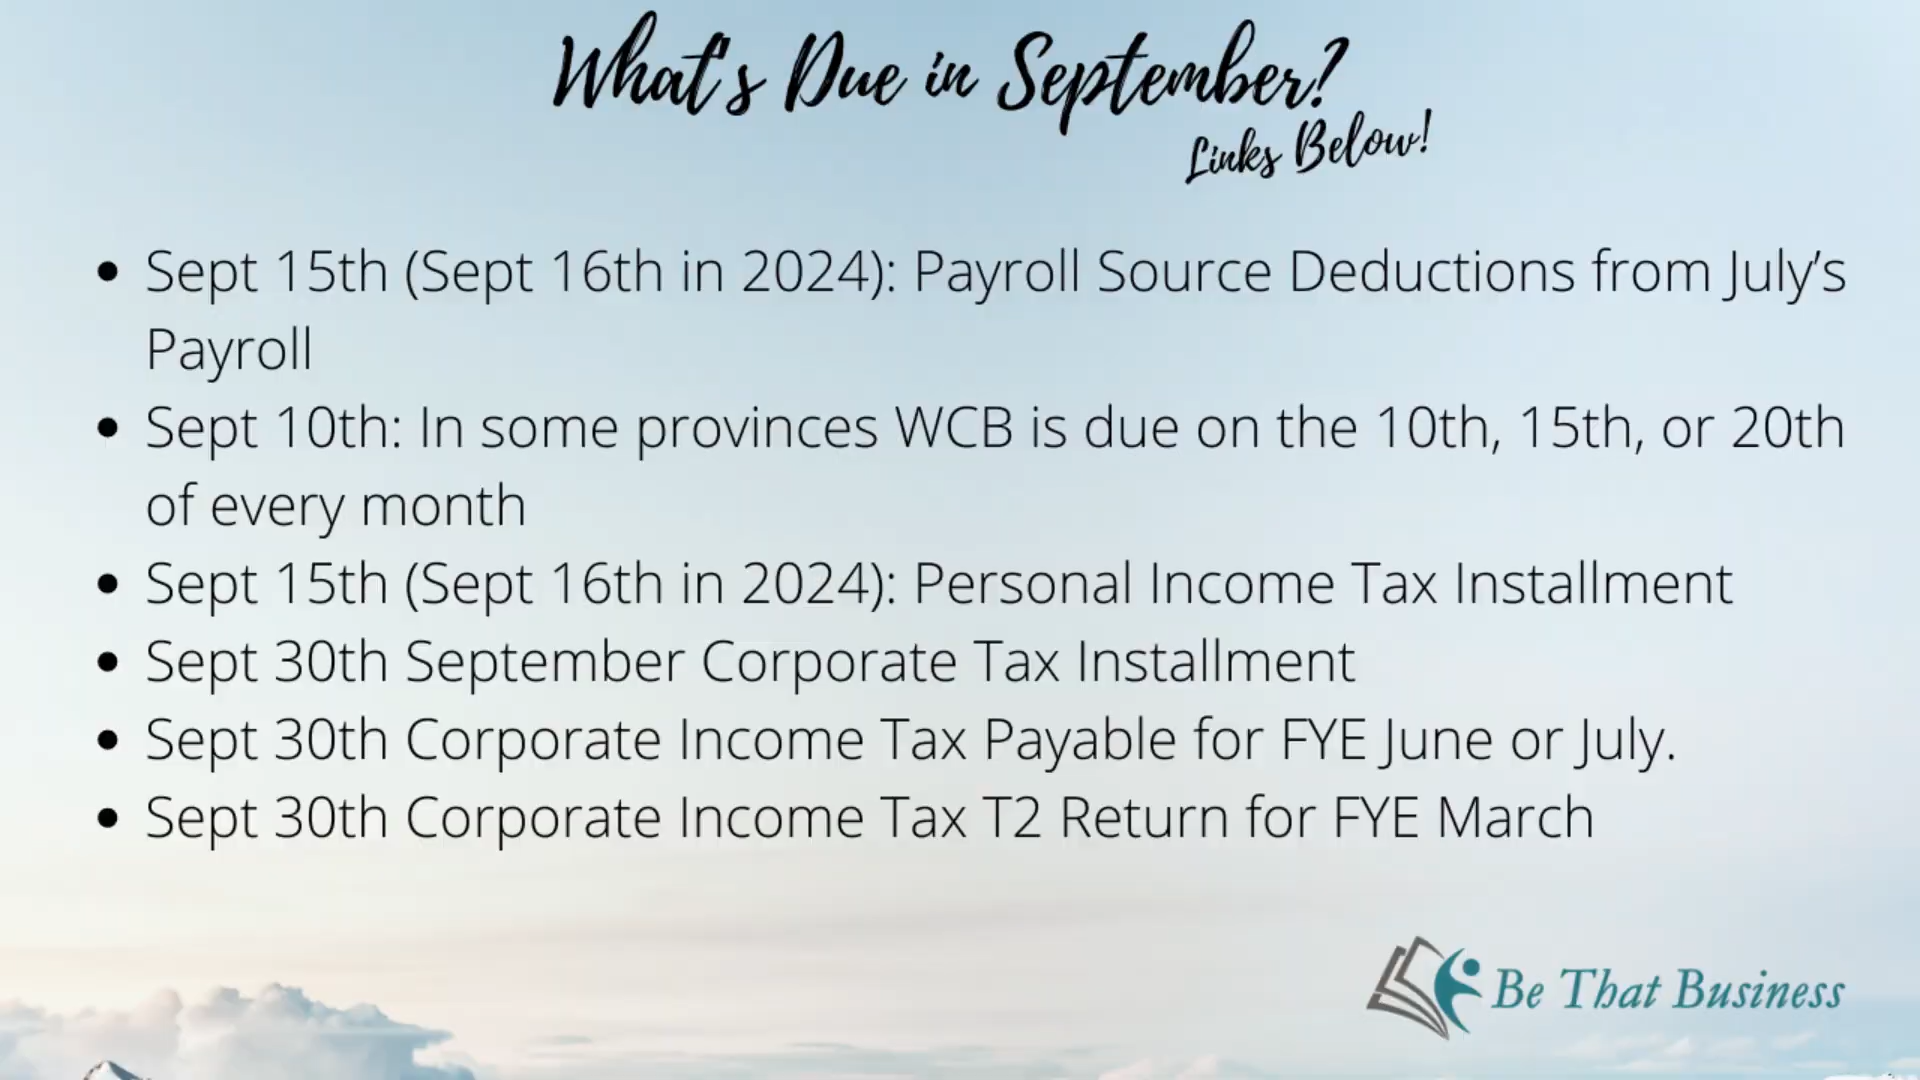 What's Due in September?
Links Below!
• Sept 15th (Sept 16th in 2024): Payroll Source Deductions from July’s
Payroll
• Sept 10th: In some provinces WCB is due on the 10th, 15th, or 20th
of every month
• Sept 15th (Sept 16th in 2024): Personal Income Tax Installment
• Sept 30th September Corporate Tax Installment
• Sept 30th Corporate Income Tax Payable for FYE June or July.
• Sept 30th Corporate Income Tax T2 Return for FYE March
Be That Business